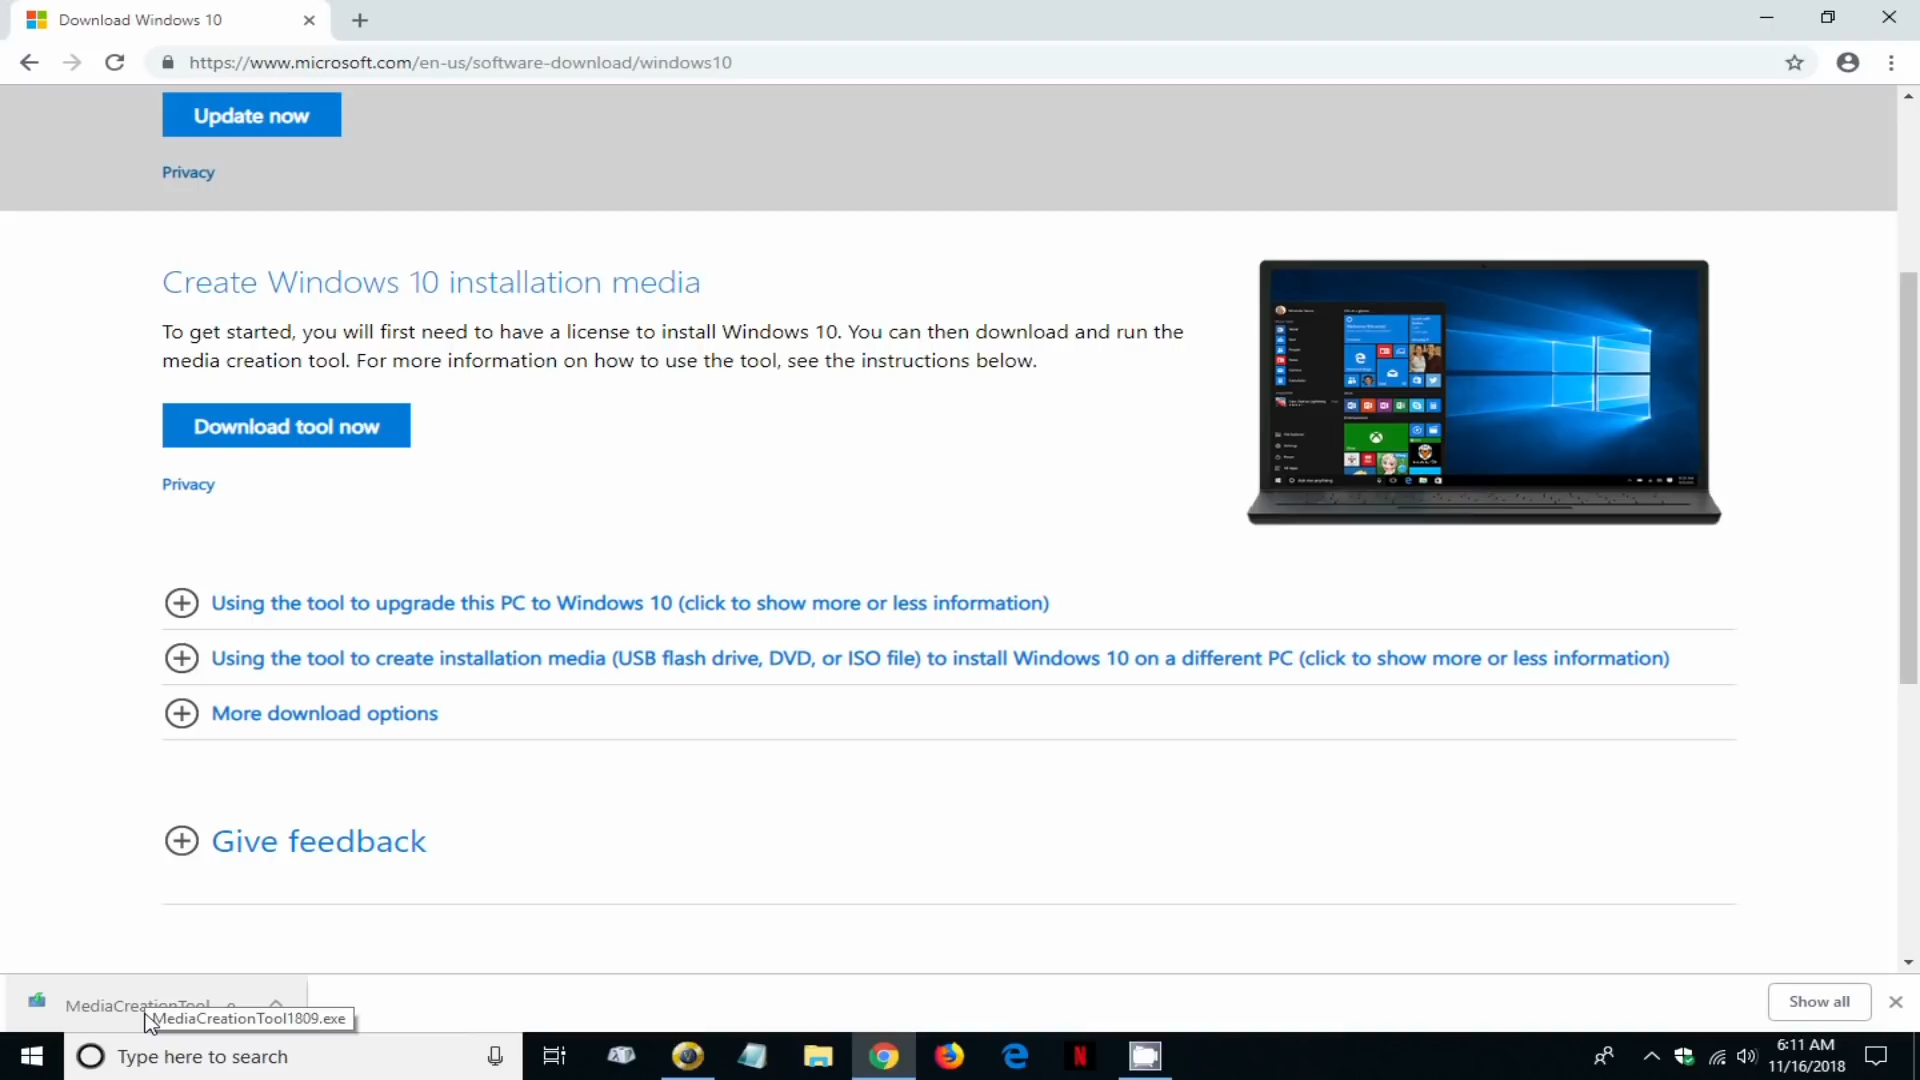 Download Windows 10
https://www.microsoft.com/en-us/software-download/windows10
Update now
Privacy
Create Windows 10 installation media
To get started, you will first need to have a license to install Windows 10. You can then download and run the
media creation tool. For more information on how to use the tool, see the instructions below.
Download tool now
Privacy
Using the tool to upgrade this PC to Windows 10 (click to show more or less information)
Using the tool to create installation media (USB flash drive, DVD, or ISO file) to install Windows 10 on a different PC (click to show more or less information)
More download options
Give feedback
MediaCreationTool
MediaCreationTool1809.exe
Show all
Type here to search
6:11 AM
11/16/2018